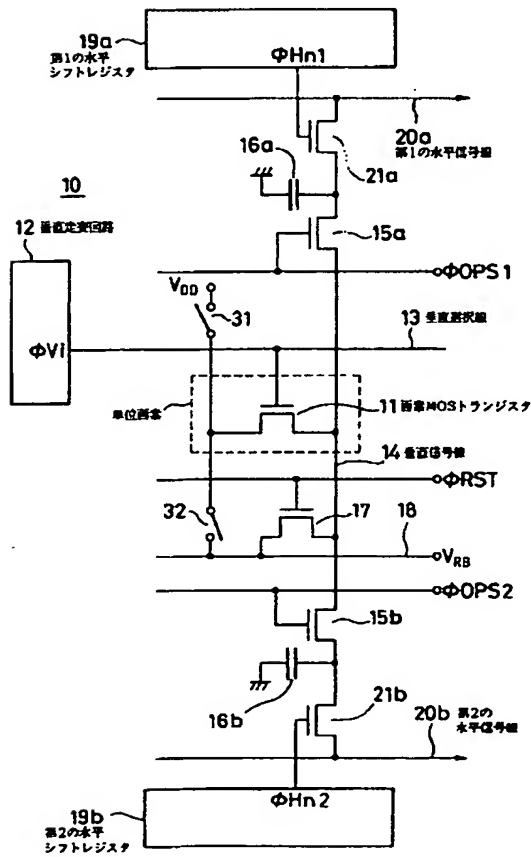 19a
第1の水平
シフトレジスタ
ΦHn1
20a
第1の水平信号線
16a
21a
10
15a
12 垂直定変回路
ΦOPS1
VDD
31
13 垂直選択線
ΦVi
単位画素
11 画素MOSトランジスタ
14 垂直信号線
ΦRST
32
17
18
VRB
ΦOPS2
15b
16b
21b
20b 第2の
水平信号線
ΦHn2
19b
第2の水平
シフトレジスタ